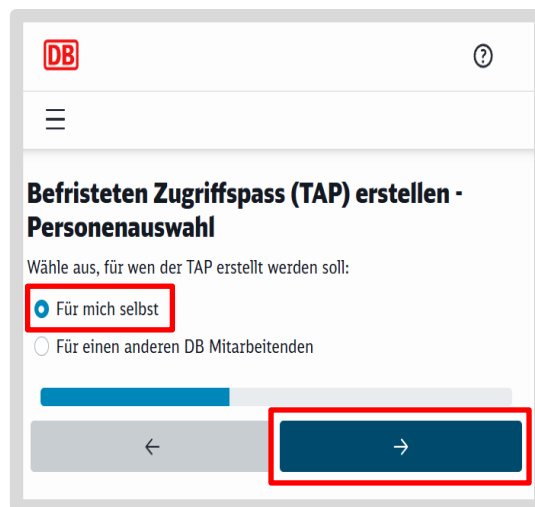 DB
?
Befristeten Zugriffspass (TAP) erstellen -
Personenauswahl
Wähle aus, für wen der TAP erstellt werden soll:
Für mich selbst
Für einen anderen DB Mitarbeitenden
← →